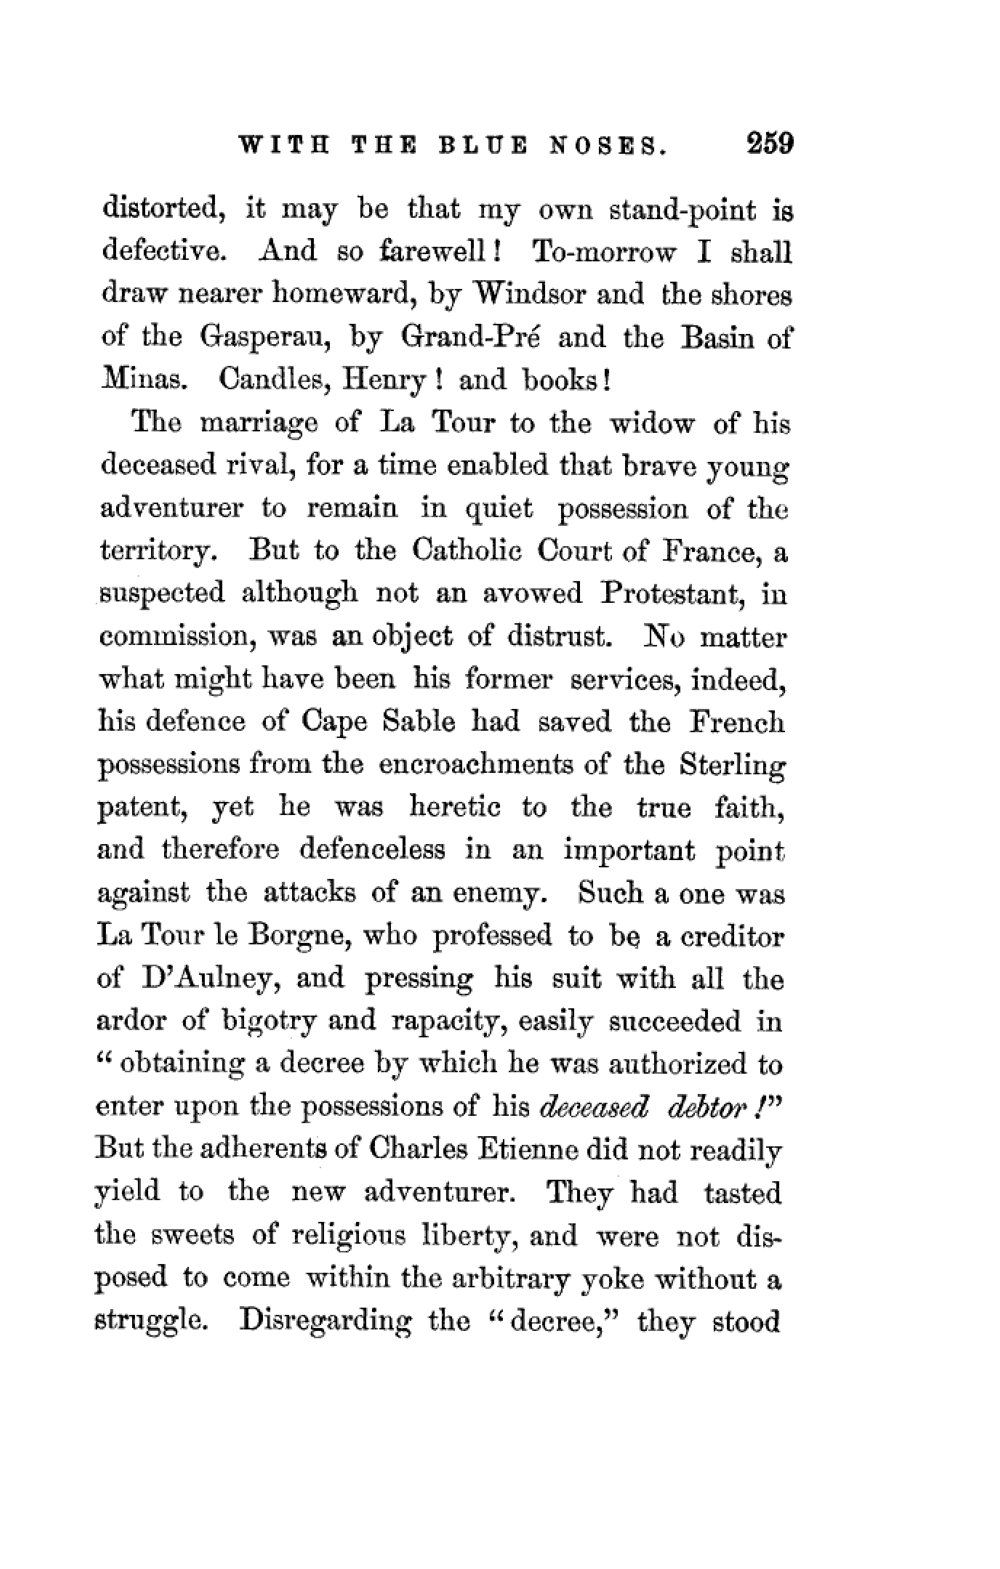 WITH THE BLUE NOSES. 259
distorted, it may be that my own stand-point is
defective. And so farewell! To-morrow I shall
draw nearer homeward, by Windsor and the shores
of the Gasperau, by Grand-Pré and the Basin of
Minas. Candles, Henry! and books!
The marriage of La Tour to the widow of his
deceased rival, for a time enabled that brave young
adventurer to remain in quiet possession of the
territory. But to the Catholic Court of France, a
suspected although not an avowed Protestant, in
commission, was an object of distrust. No matter
what might have been his former services, indeed,
his defence of Cape Sable had saved the French
possessions from the encroachments of the Sterling
patent, yet he was heretic to the true faith,
and therefore defenceless in an important point
against the attacks of an enemy. Such a one was
La Tour le Borgne, who professed to be a creditor
of D'Aulney, and pressing his suit with all the
ardor of bigotry and rapacity, easily succeeded in
“obtaining a decree by which he was authorized to
enter upon the possessions of his deceased debtor!”
But the adherents of Charles Etienne did not readily
yield to the new adventurer. They had tasted
the sweets of religious liberty, and were not dis-
posed to come within the arbitrary yoke without a
struggle. Disregarding the “decree,” they stood